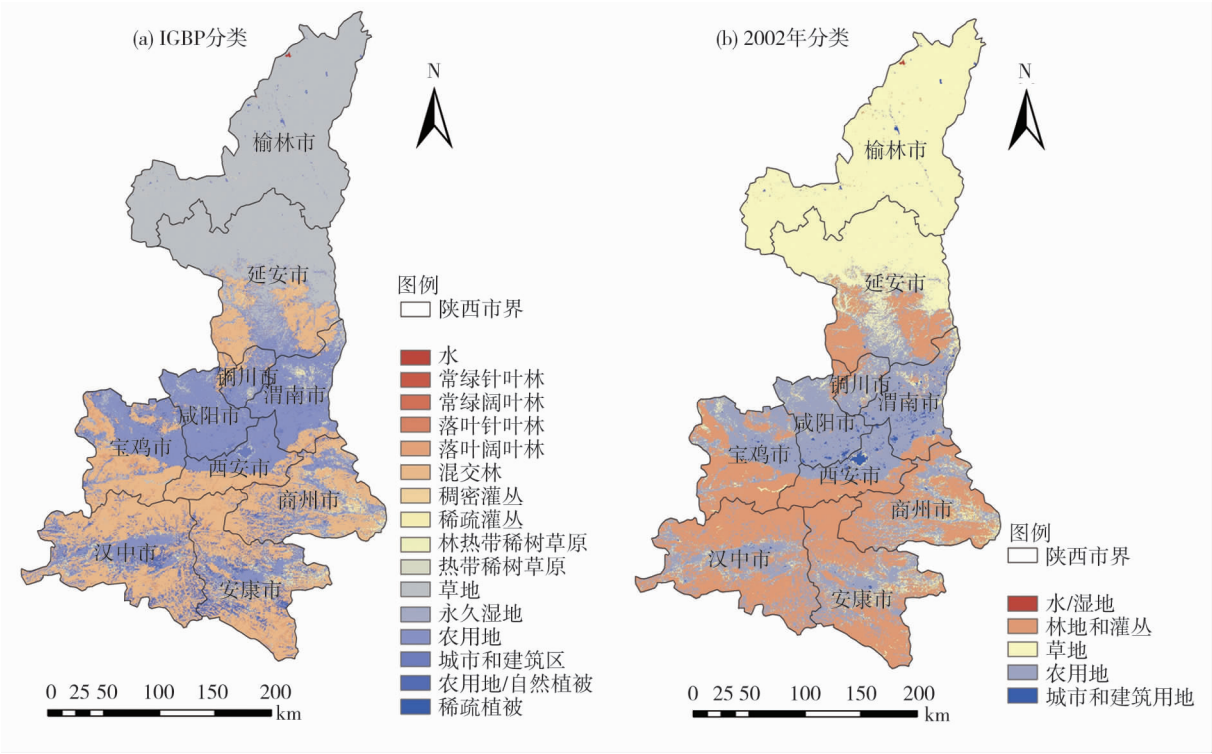 (a) IGBP分类
N
榆林市
延安市
铜川市
渭南市
咸阳市
宝鸡市
西安市
商州市
汉中市
安康市
图例
陕西市界
水
常绿针叶林
常绿阔叶林
落叶针叶林
落叶阔叶林
混交林
稠密灌丛
稀疏灌丛
林热带稀树草原
热带稀树草原
草地
永久湿地
农用地
城市和建筑区
农用地/自然植被
稀疏植被
0 25 50 100 150 200
km
(b) 2002年分类
N
榆林市
延安市
铜川市
渭南市
咸阳市
宝鸡市
西安市
商州市
汉中市
安康市
图例
陕西市界
水/湿地
林地和灌丛
草地
农用地
城市和建筑用地
0 25 50 100 150 200
km